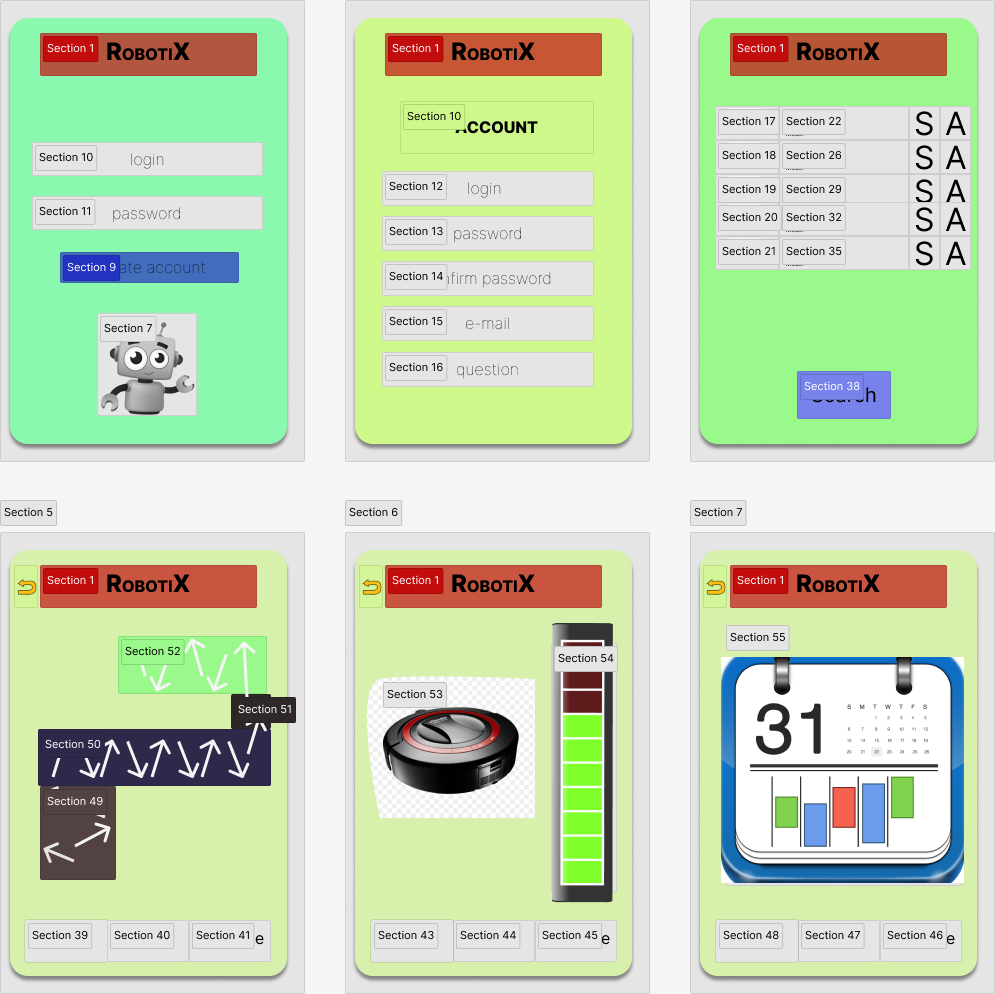 Section 1 ROBOTIX
Section 10 login
Section 11 password
Section 9 ate account
Section 7
Section 1 ROBOTIX
Section 10 ACCOUNT
Section 12 login
Section 13 password
Section 14 nfirm password
Section 15 e-mail
Section 16 question
Section 1 ROBOTIX
Section 17 Section 22 S A
Section 18 Section 26 S A
Section 19 Section 29 S A
Section 20 Section 32 S A
Section 21 Section 35 S A
Section 38 Search
Section 5
Section 1 ROBOTIX
Section 52
Section 51
Section 50
Section 49
Section 39 Section 40 Section 41 e
Section 6
Section 1 ROBOTIX
Section 53
Section 54
Section 43 Section 44 Section 45 e
Section 7
Section 1 ROBOTIX
Section 55
31
S M T W T F S
Section 48 Section 47 Section 46 e